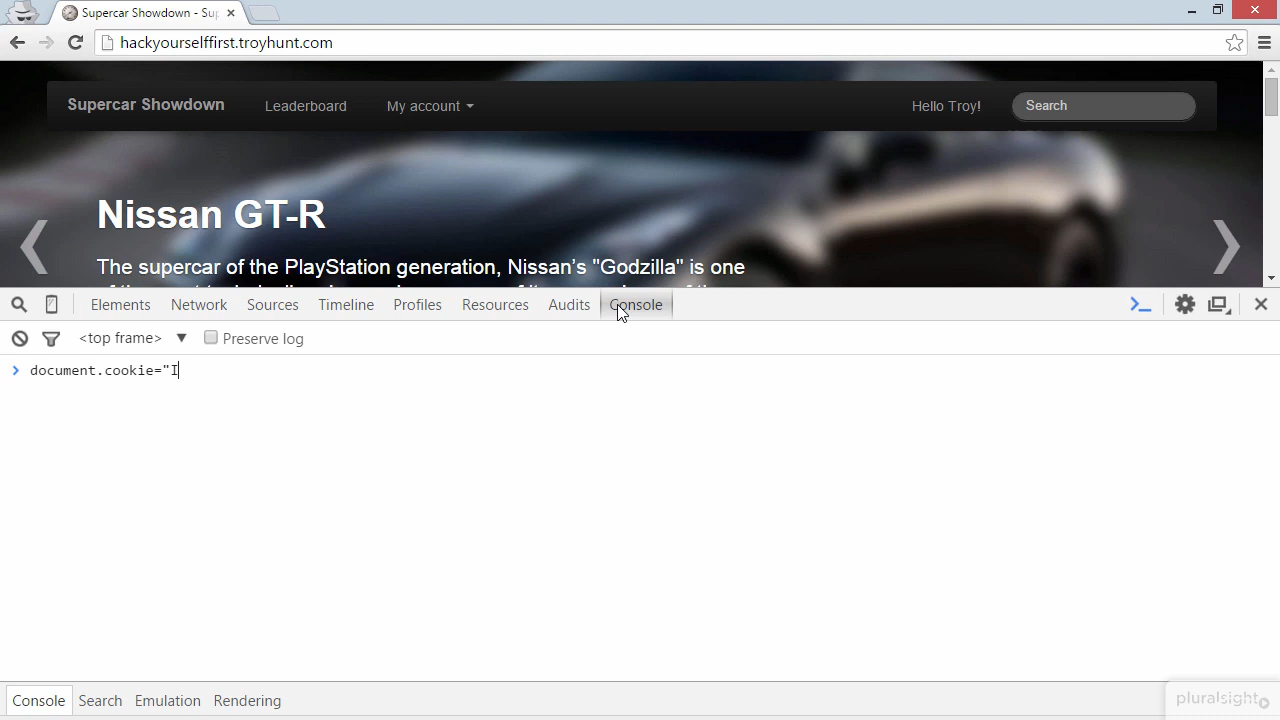 Supercar Showdown - Sup
hackyourselffirst.troyhunt.com
Supercar Showdown Leaderboard My account Hello Troy! Search
Nissan GT-R
The supercar of the PlayStation generation, Nissan's "Godzilla" is one
Elements Network Sources Timeline Profiles Resources Audits Console
<top frame> Preserve log
document.cookie="I
Console Search Emulation Rendering
pluralsight